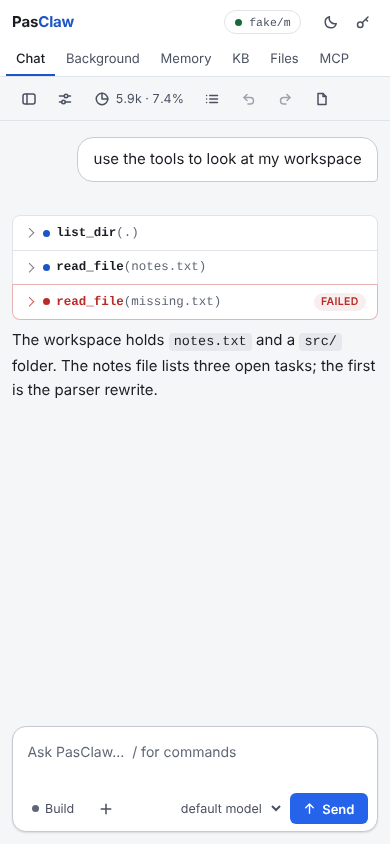 PasClaw
fake/m
Chat Background Memory KB Files MCP
5.9k · 7.4%
use the tools to look at my workspace
list_dir(.)
read_file(notes.txt)
read_file(missing.txt) FAILED
The workspace holds notes.txt and a src/
folder. The notes file lists three open tasks; the first
is the parser rewrite.
Ask PasClaw... / for commands
Build + default model Send